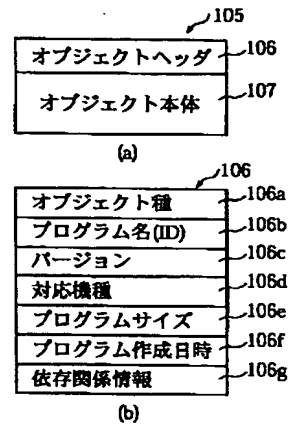 105
オブジェクトヘッダ 106
オブジェクト本体 107
(a)
106
オブジェクト種 106a
プログラム名(ID) 106b
バージョン 106c
対応機種 106d
プログラムサイズ 106e
プログラム作成日時 106f
依存関係情報 106g
(b)